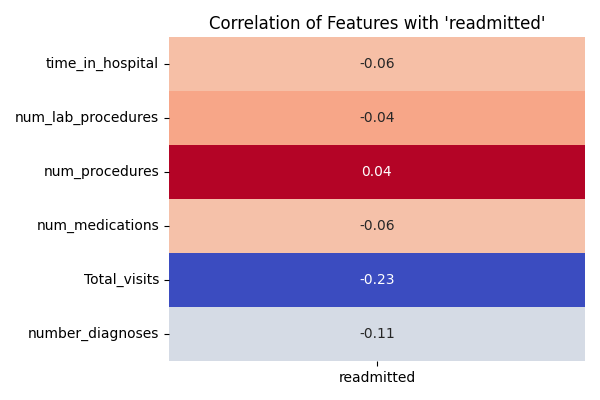 Correlation of Features with 'readmitted'
time_in_hospital -0.06
num_lab_procedures -0.04
num_procedures 0.04
num_medications -0.06
Total_visits -0.23
number_diagnoses -0.11
readmitted